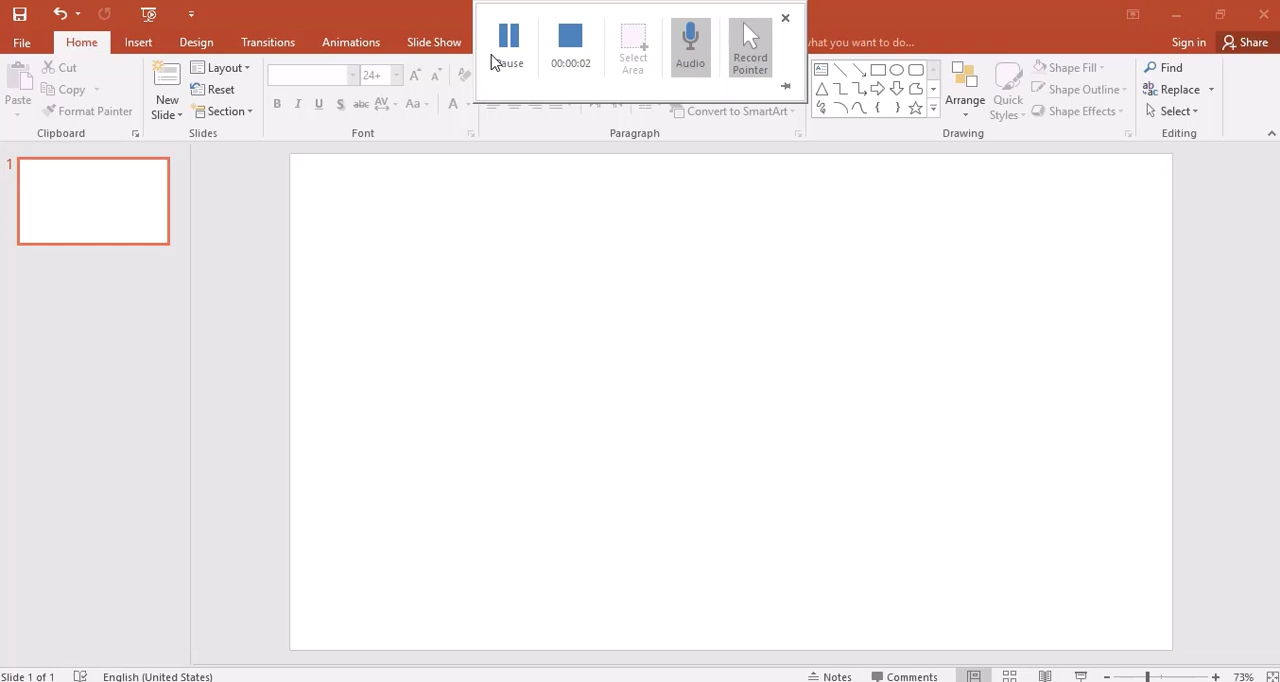 File Home Insert Design Transitions Animations Slide Show
what you want to do... Sign in Share
Pause 00:00:02 Select Area Audio Record Pointer
Paste Cut Copy Format Painter
New Slide Layout Reset Section
24+ A A
B I U S abc AV Aa A
Convert to SmartArt
Arrange Quick Styles Shape Fill Shape Outline Shape Effects
Find Replace Select
Clipboard Slides Font Paragraph Drawing Editing
1
Slide 1 of 1 English (United States) Notes Comments 73%